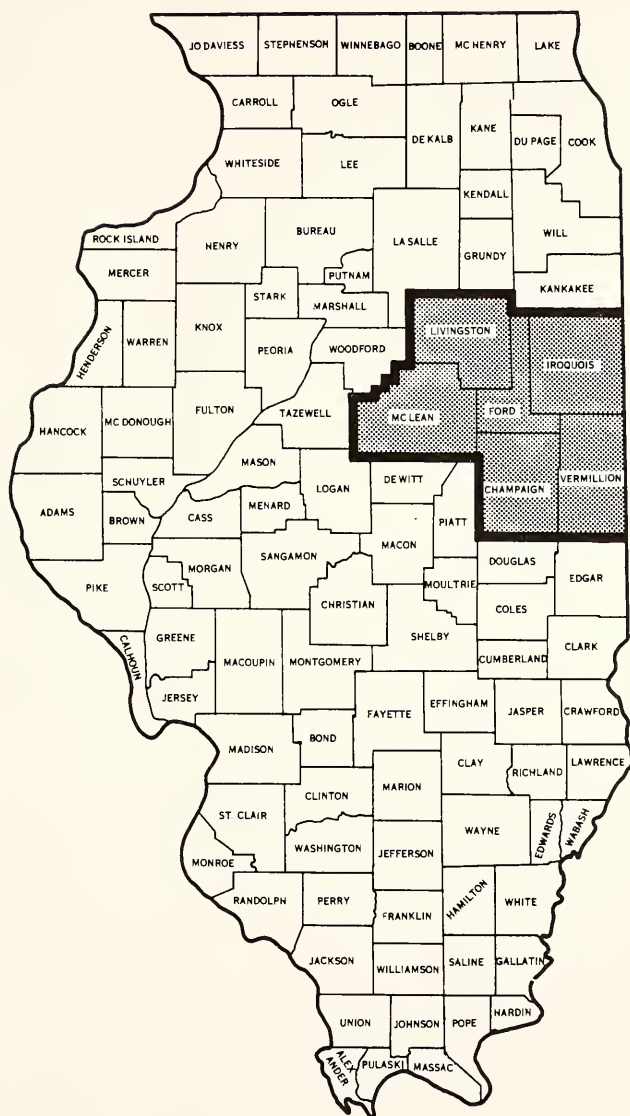 JO DAVIESS
STEPHENSON
WINNEBAGO
BOONE
MC HENRY
LAKE
CARROLL
OGLE
DE KALB
KANE
DU PAGE
COOK
WHITESIDE
LEE
KENDALL
WILL
ROCK ISLAND
HENRY
BUREAU
LA SALLE
GRUNDY
PUTNAM
KANKAKEE
MERCER
STARK
MARSHALL
HENDERSON
WARREN
KNOX
PEORIA
WOODFORD
LIVINGSTON
IROQUOIS
HANCOCK
MC DONOUGH
FULTON
TAZEWELL
MC LEAN
FORD
MASON
SCHUYLER
LOGAN
DE WITT
CHAMPAIGN
VERMILLION
ADAMS
BROWN
CASS
MENARD
PIATT
MACON
SANGAMON
MORGAN
DOUGLAS
EDGAR
PIKE
SCOTT
CHRISTIAN
MOULTRIE
COLES
GREENE
MACOUPIN
MONTGOMERY
SHELBY
CUMBERLAND
CLARK
CALHOUN
JERSEY
FAYETTE
EFFINGHAM
JASPER
CRAWFORD
MADISON
BOND
CLAY
RICHLAND
LAWRENCE
CLINTON
MARION
ST. CLAIR
WAYNE
EDWARDS
WABASH
MONROE
WASHINGTON
JEFFERSON
RANDOLPH
PERRY
FRANKLIN
HAMILTON
WHITE
JACKSON
WILLIAMSON
SALINE
GALLATIN
UNION
JOHNSON
POPE
HARDIN
ALEX
ANDER
PULASKI
MASSAC